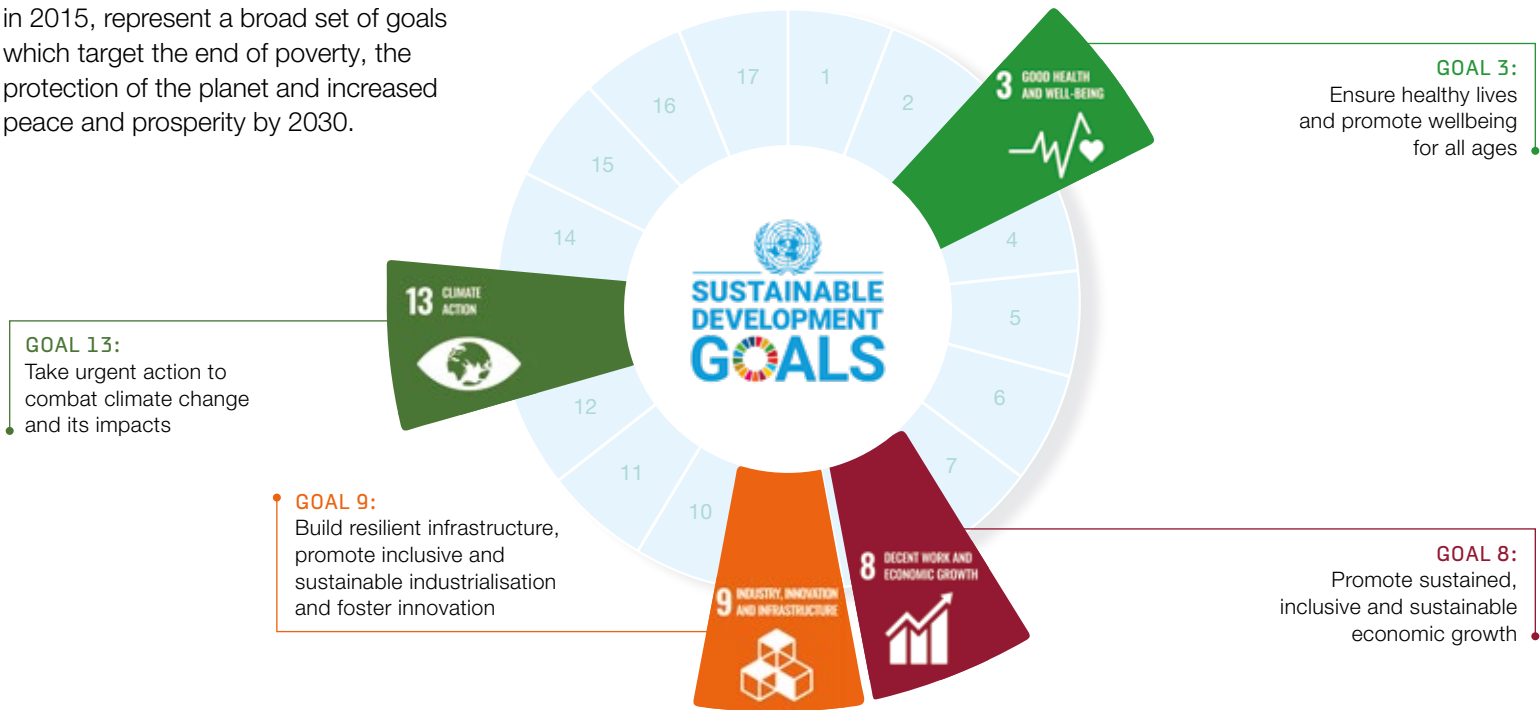 in 2015, represent a broad set of goals
which target the end of poverty, the
protection of the planet and increased
peace and prosperity by 2030.
17
1
16
2
3 GOOD HEALTH
AND WELL-BEING
GOAL 3:
Ensure healthy lives
and promote wellbeing
for all ages
15
4
14
SUSTAINABLE
DEVELOPMENT
GOALS
13 CLIMATE
ACTION
5
GOAL 13:
Take urgent action to
combat climate change
and its impacts
12
6
11
7
10
GOAL 9:
Build resilient infrastructure,
promote inclusive and
sustainable industrialisation
and foster innovation
9 INDUSTRY, INNOVATION
AND INFRASTRUCTURE
8 DECENT WORK AND
ECONOMIC GROWTH
GOAL 8:
Promote sustained,
inclusive and sustainable
economic growth